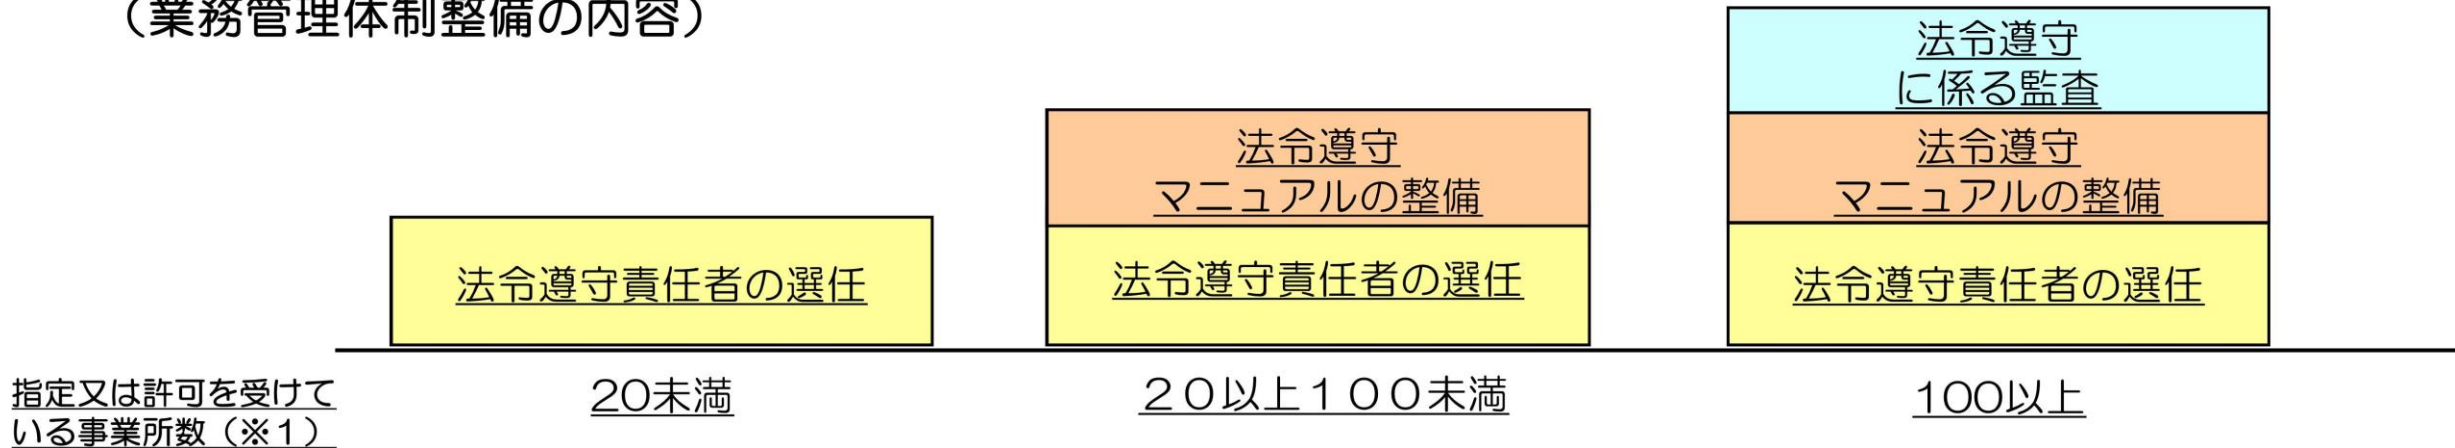 （業務管理体制整備の内容）
法令遵守責任者の選任
法令遵守
マニュアルの整備
法令遵守責任者の選任
法令遵守
に係る監査
法令遵守
マニュアルの整備
法令遵守責任者の選任
指定又は許可を受けて
いる事業所数（※１）
20未満
２０以上１００未満
100以上